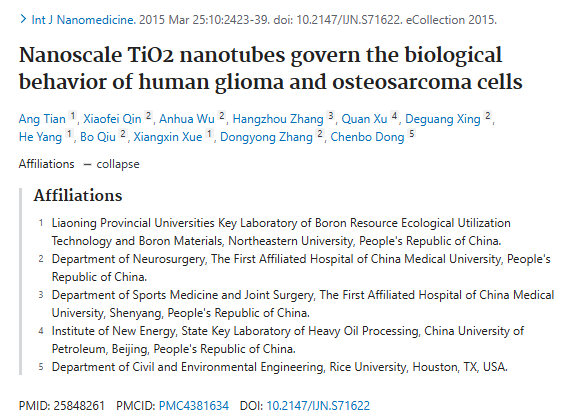 > Int J Nanomedicine. 2015 Mar 25:10:2423-39. doi: 10.2147/IJN.S71622. eCollection 2015.
Nanoscale TiO2 nanotubes govern the biological
behavior of human glioma and osteosarcoma cells
Ang Tian 1, Xiaofei Qin 2, Anhua Wu 2, Hangzhou Zhang 3, Quan Xu 4, Deguang Xing 2,
He Yang 1, Bo Qiu 2, Xiangxin Xue 1, Dongyong Zhang 2, Chenbo Dong 5
Affiliations — collapse
Affiliations
1 Liaoning Provincial Universities Key Laboratory of Boron Resource Ecological Utilization
Technology and Boron Materials, Northeastern University, People's Republic of China.
2 Department of Neurosurgery, The First Affiliated Hospital of China Medical University, People's
Republic of China.
3 Department of Sports Medicine and Joint Surgery, The First Affiliated Hospital of China Medical
University, Shenyang, People's Republic of China.
4 Institute of New Energy, State Key Laboratory of Heavy Oil Processing, China University of
Petroleum, Beijing, People's Republic of China.
5 Department of Civil and Environmental Engineering, Rice University, Houston, TX, USA.
PMID: 25848261 PMCID: PMC4381634 DOI: 10.2147/IJN.S71622